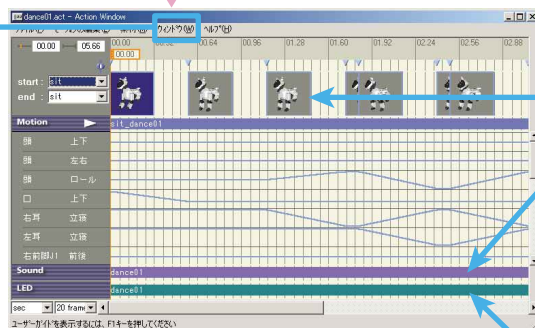 dance01.act - Action Window
ウィンドウ(W) ヘルプ(H)
00.00 05.66 00.00 00.64 00.96 01.28 01.60 01.92 02.24 02.56 02.88
00.00
start : sit
end : sit
Motion sit_dance01
頭 上下
頭 左右
頭 ロール
口 上下
右耳 立寝
左耳 立寝
右前脚J1 前後
Sound dance01
LED dance01
sec 20 fram
ユーザーガイドを表示するには、F1キーを押してください